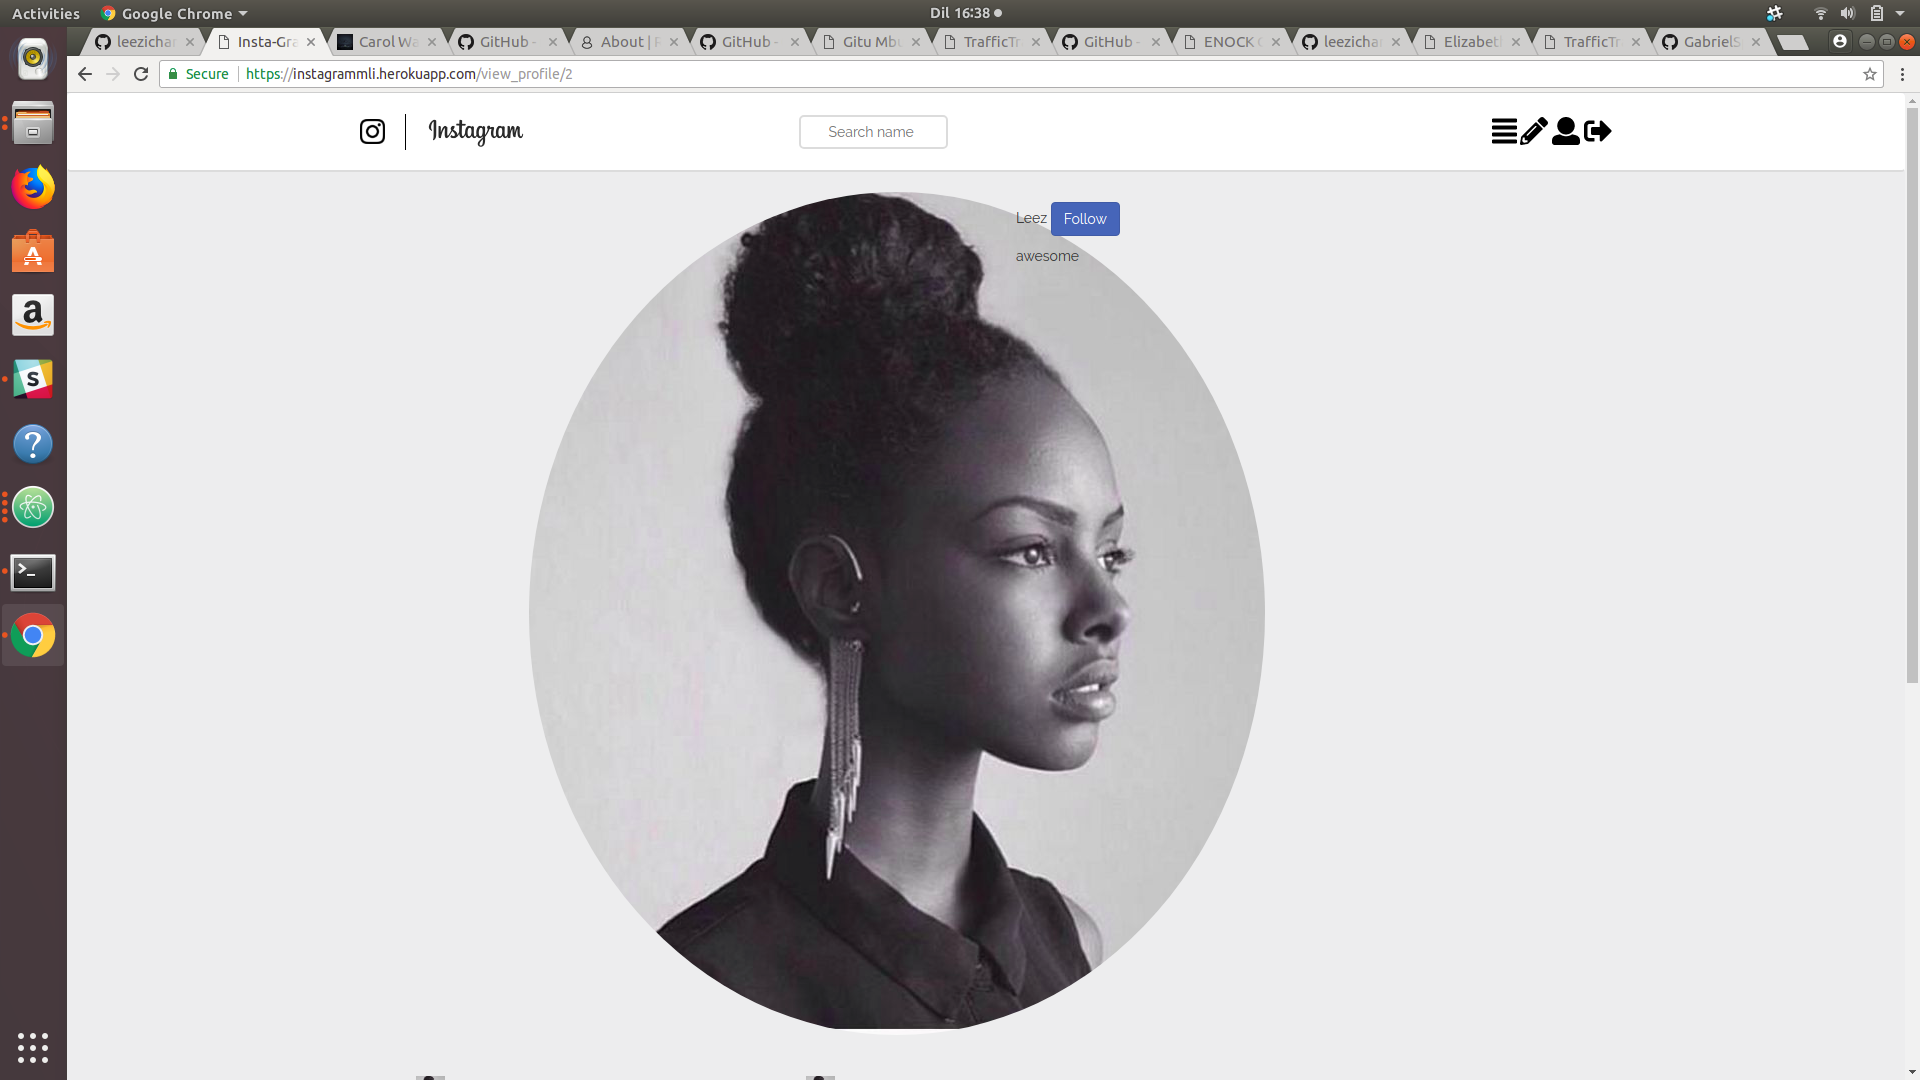 Activities Google Chrome Dil 16:38
leezichar Insta-Gra Carol Wa GitHub - About | R GitHub - Gitu Mbu TrafficTr GitHub - ENOCK leezichar Elizabet TrafficTr GabrielS
Secure https://instagrammli.herokuapp.com/view_profile/2
Instagram Search name
Leez Follow
awesome